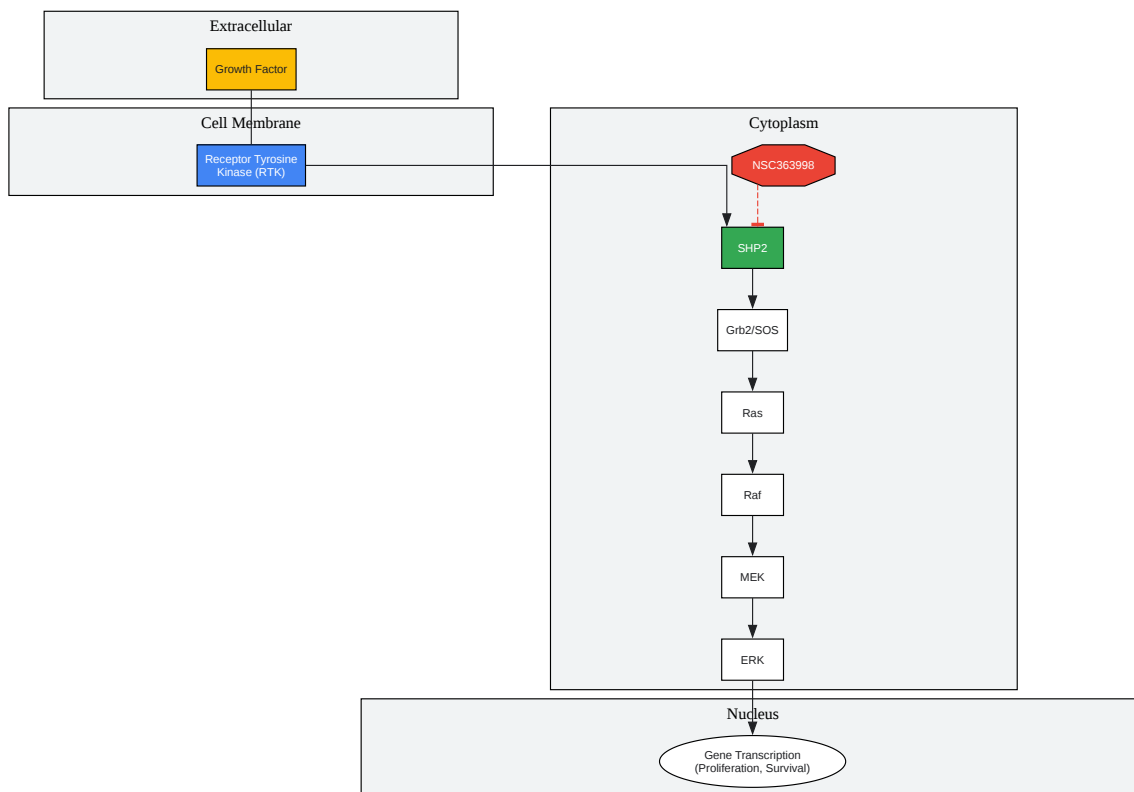 Extracellular
Growth Factor
Cell Membrane
Receptor Tyrosine
Kinase (RTK)
Cytoplasm
NSC363998
SHP2
Grb2/SOS
Ras
Raf
MEK
ERK
Nucleus
Gene Transcription
(Proliferation, Survival)